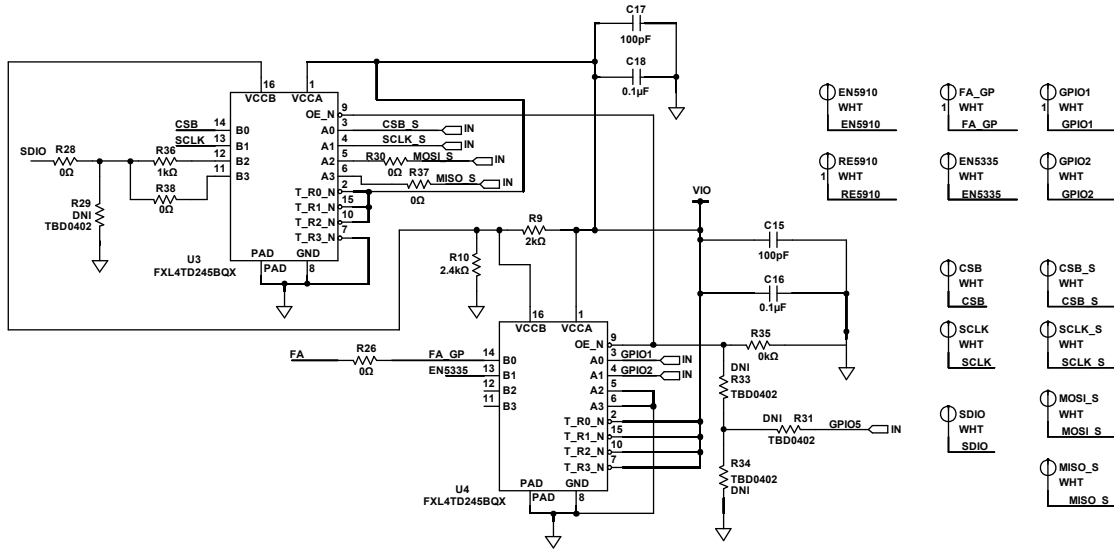 C17
100pF
C18
0.1µF
16
1
VCCB
VCCA
9
OE_N
CSB
14
B0
3
A0
CSB_S
IN
SCLK
13
B1
4
A1
SCLK_S
IN
SDIO
R28
0Ω
R36
1kΩ
12
B2
5
A2
R30
0Ω
MOSI_S
IN
11
B3
6
A3
R37
0Ω
MISO_S
IN
R38
0Ω
R29
DNI
TBD0402
2
T_R0_N
15
T_R1_N
10
T_R2_N
7
T_R3_N
PAD
GND
PAD
8
U3
FXL4TD245BQX
R9
2kΩ
R10
2.4kΩ
VIO
C15
100pF
C16
0.1µF
16
1
VCCB
VCCA
9
OE_N
R35
0kΩ
FA
R26
0Ω
FA_GP
14
B0
3
A0
GPIO1
IN
EN5335
13
B1
4
A1
GPIO2
IN
12
B2
5
A2
11
B3
6
A3
2
T_R0_N
15
T_R1_N
10
T_R2_N
7
T_R3_N
PAD
GND
PAD
8
U4
FXL4TD245BQX
DNI
R33
TBD0402
DNI R31
TBD0402
GPIO5
IN
R34
TBD0402
DNI
EN5910
WHT
EN5910
FA_GP
1
WHT
FA_GP
GPIO1
1
WHT
GPIO1
RE5910
1
WHT
RE5910
EN5335
WHT
EN5335
GPIO2
WHT
GPIO2
CSB
WHT
CSB
CSB_S
WHT
CSB_S
SCLK
WHT
SCLK
SCLK_S
WHT
SCLK_S
SDIO
WHT
SDIO
MOSI_S
WHT
MOSI_S
MISO_S
WHT
MISO_S